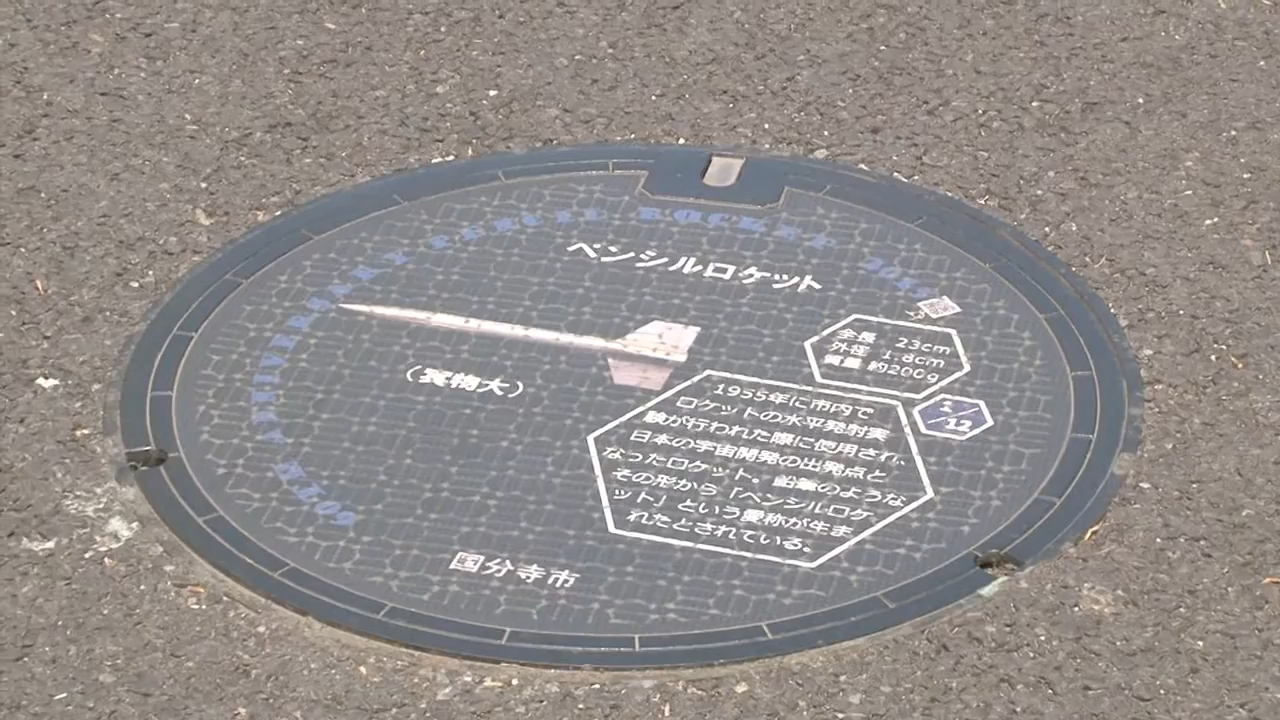 60TH ANNIVERSARY PENCIL ROCKET 2015
ペンシルロケット
全長 23cm
外径 1.8cm
質量 約200g
(実物大)
1/12
1955年に市内で
ロケットの水平発射実
験が行われた際に使用され、
日本の宇宙開発の出発点と
なったロケット。鉛筆のような
その形から「ペンシルロケ
ット」という愛称が生ま
れたとされている。
国分寺市